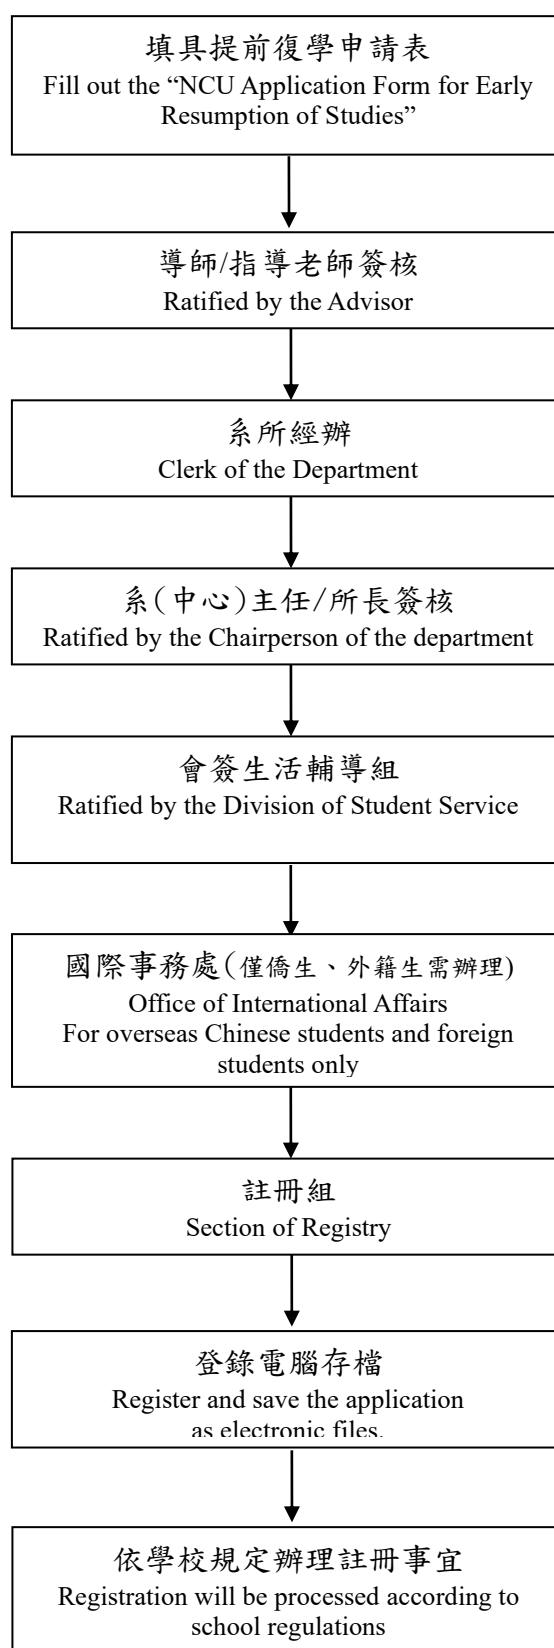 填具提前復學申請表
Fill out the “NCU Application Form for Early
Resumption of Studies”
導師/指導老師簽核
Ratified by the Advisor
系所經辦
Clerk of the Department
系(中心)主任/所長簽核
Ratified by the Chairperson of the department
會簽生活輔導組
Ratified by the Division of Student Service
國際事務處(僅僑生、外籍生需辦理)
Office of International Affairs
For overseas Chinese students and foreign
students only
註冊組
Section of Registry
登錄電腦存檔
Register and save the application
as electronic files.
依學校規定辦理註冊事宜
Registration will be processed according to
school regulations